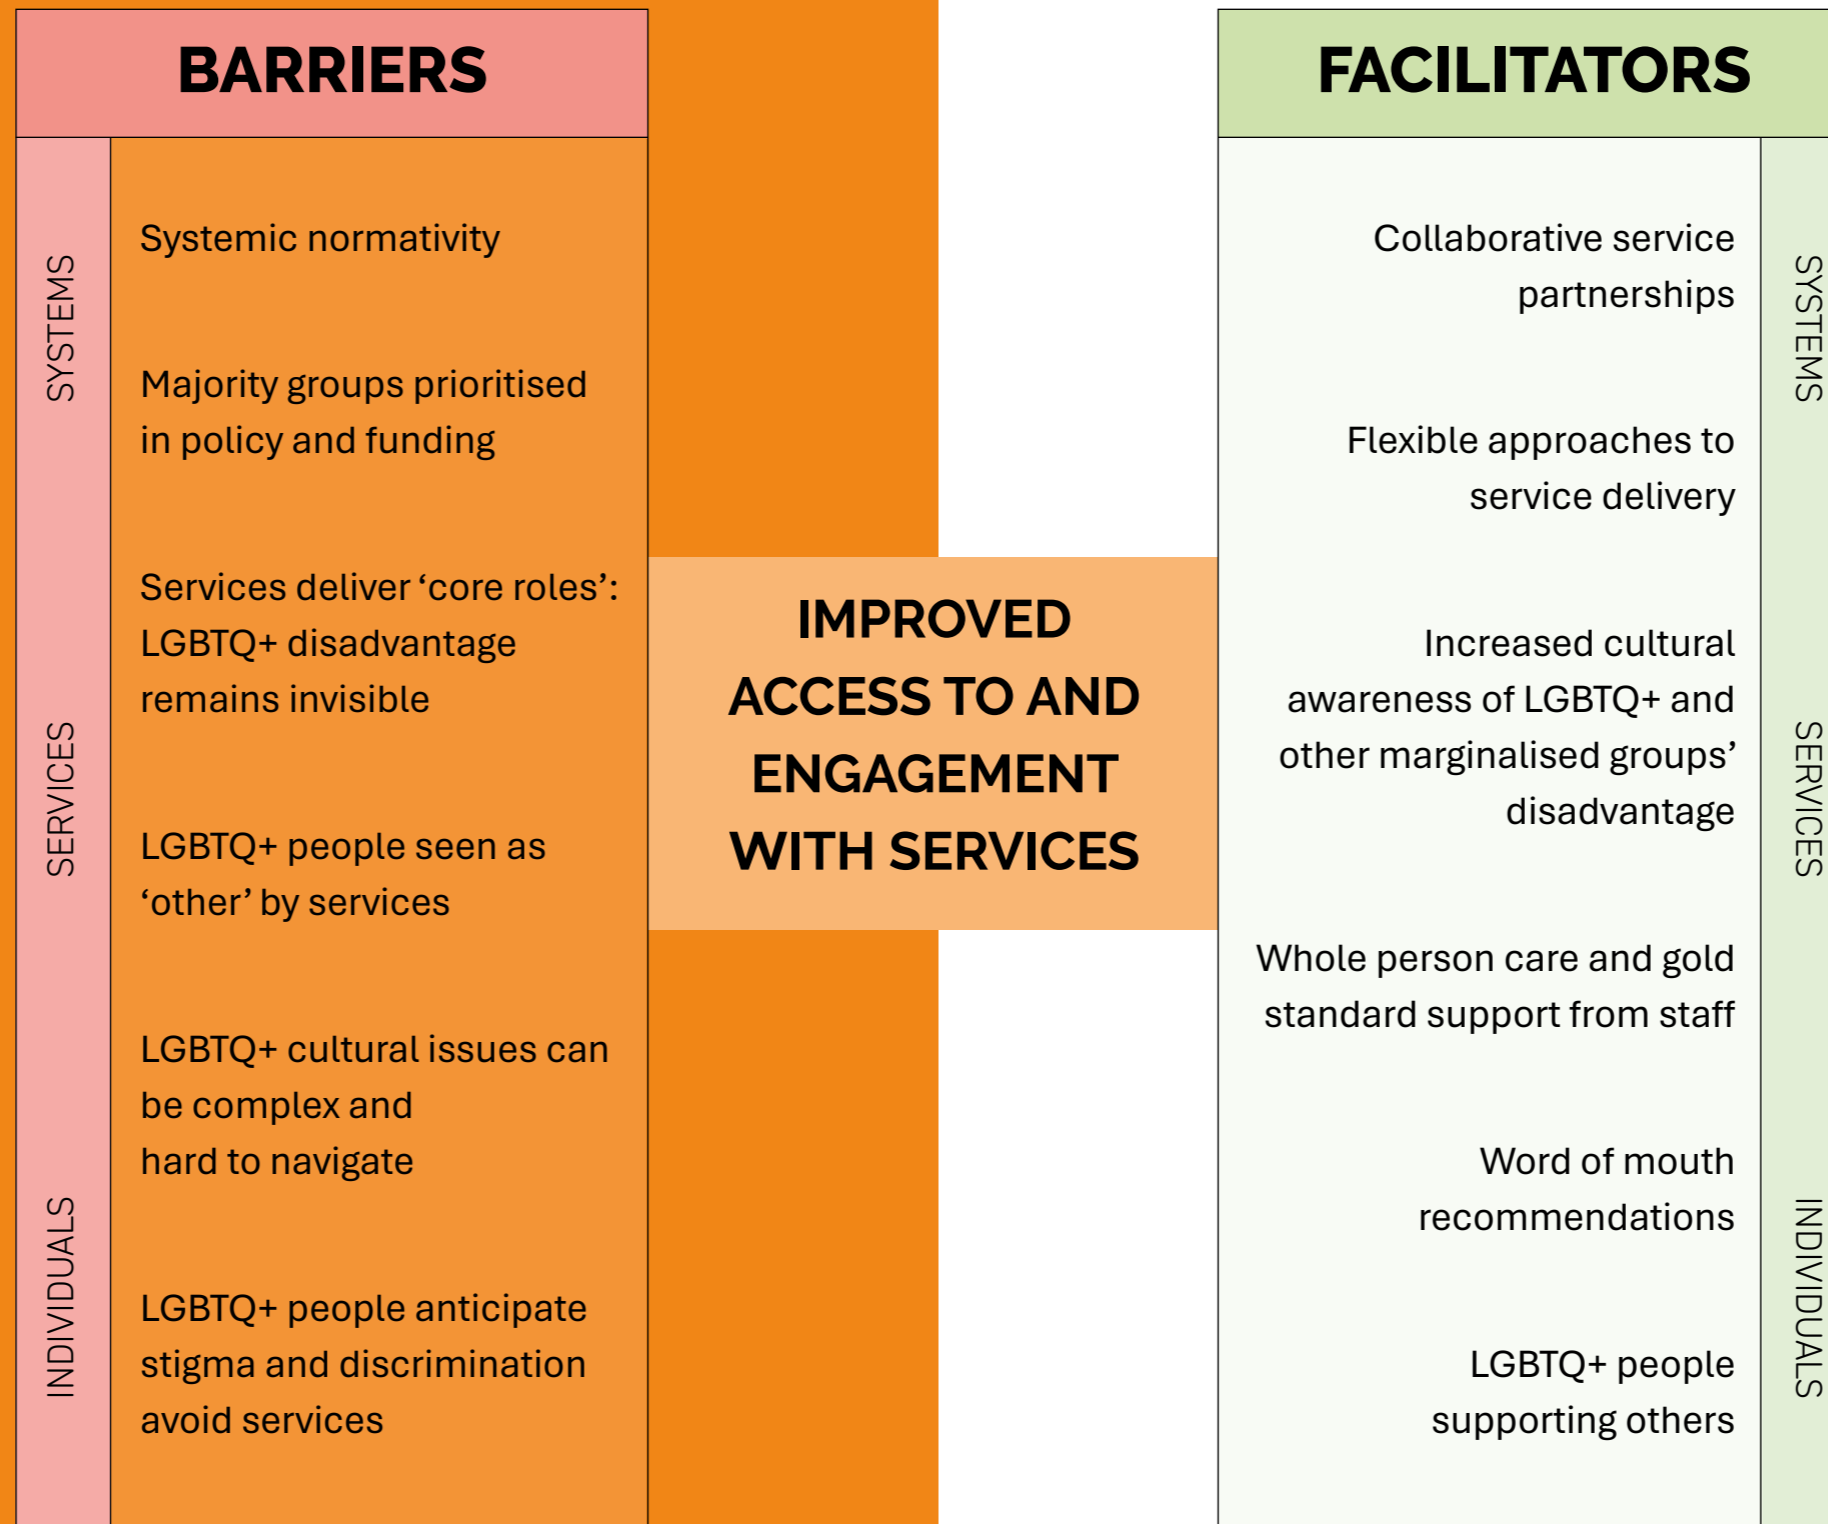 BARRIERS
SYSTEMS
Systemic normativity
Majority groups prioritised
in policy and funding
SERVICES
Services deliver ‘core roles’:
LGBTQ+ disadvantage
remains invisible
LGBTQ+ people seen as
‘other’ by services
INDIVIDUALS
LGBTQ+ cultural issues can
be complex and
hard to navigate
LGBTQ+ people anticipate
stigma and discrimination
avoid services
IMPROVED
ACCESS TO AND
ENGAGEMENT
WITH SERVICES
FACILITATORS
SYSTEMS
Collaborative service
partnerships
Flexible approaches to
service delivery
SERVICES
Increased cultural
awareness of LGBTQ+ and
other marginalised groups’
disadvantage
Whole person care and gold
standard support from staff
INDIVIDUALS
Word of mouth
recommendations
LGBTQ+ people
supporting others